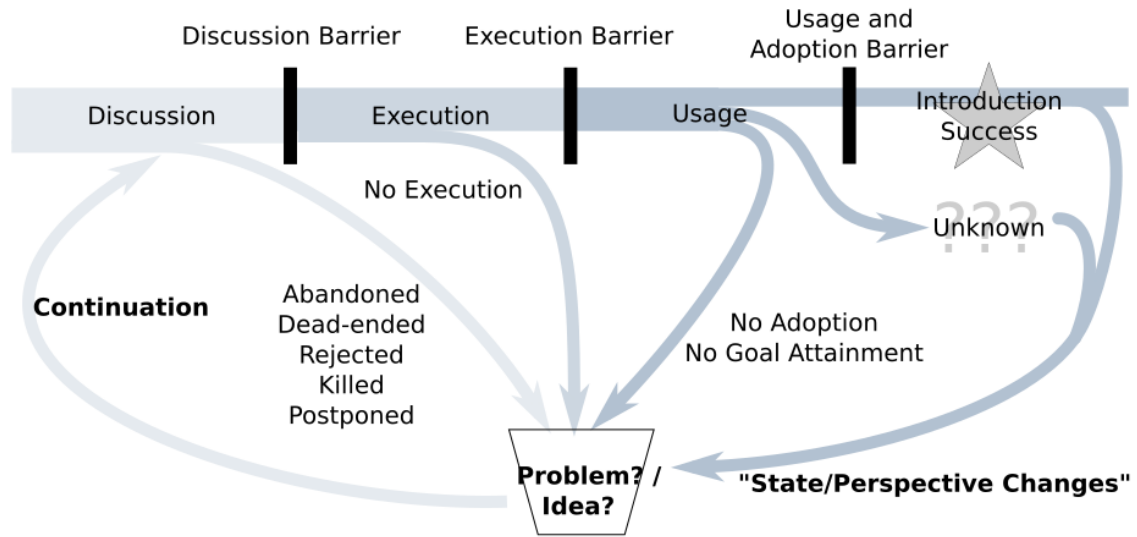 Discussion Barrier
Execution Barrier
Usage and
Adoption Barrier
Discussion
Execution
Usage
Introduction
Success
No Execution
???
Unknown
Continuation
Abandoned
Dead-ended
Rejected
Killed
Postponed
No Adoption
No Goal Attainment
Problem? /
Idea?
"State/Perspective Changes"